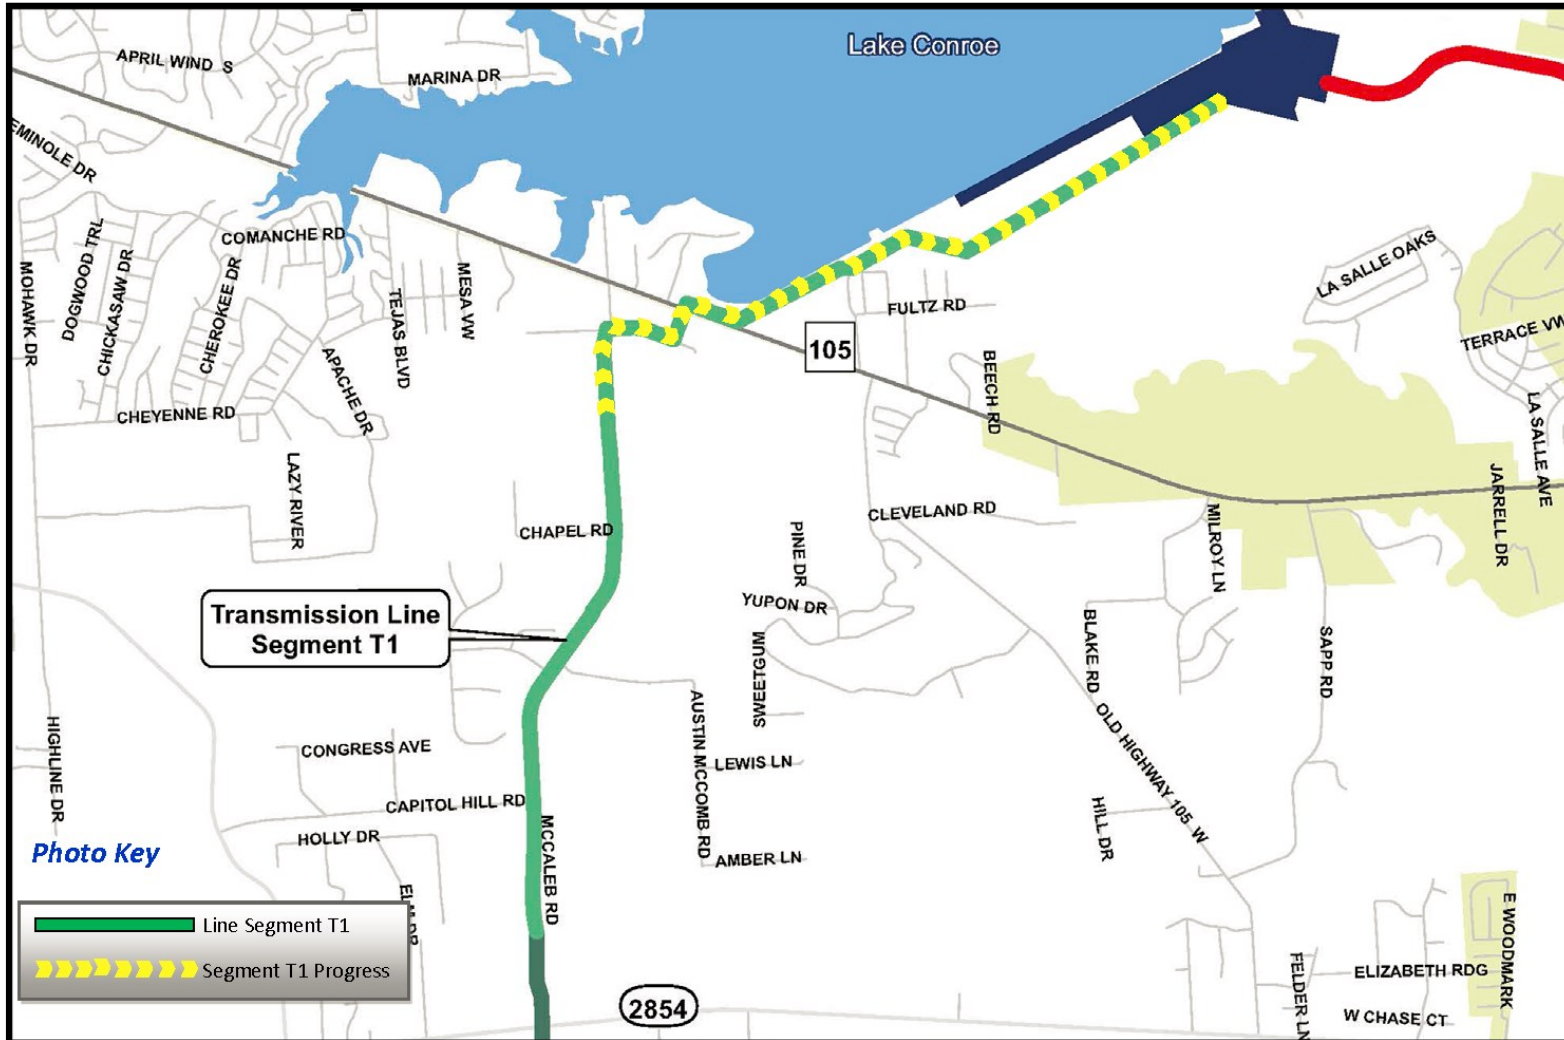 Lake Conroe
APRIL WIND S
MARINA DR
EMINOLE DR
COMANCHE RD
DOGWOOD TRL
CHICKASAW DR
CHEROKEE DR
MOHAWK DR
TEJAS BLVD
MESA VW
APACHE DR
CHEYENNE RD
LAZY RIVER
LA SALLE OAKS
FULTZ RD
TERRACE VW
105
BEECH RD
LA SALLE AVE
JARRELL DR
CHAPEL RD
CLEVELAND RD
PINE DR
MILROY LN
YUPON DR
Transmission Line
Segment T1
SWEETGUM
BLAKE RD
SAPP RD
AUSTIN MCCOMB RD
OLD HIGHWAY 105 W
HIGHLINE DR
CONGRESS AVE
LEWIS LN
CAPITOL HILL RD
HILL DR
HOLLY DR
MCCALEB RD
AMBER LN
Photo Key
ELM DR
Line Segment T1
Segment T1 Progress
2854
E WOODMARK
FELDER LN
ELIZABETH RDG
W CHASE CT